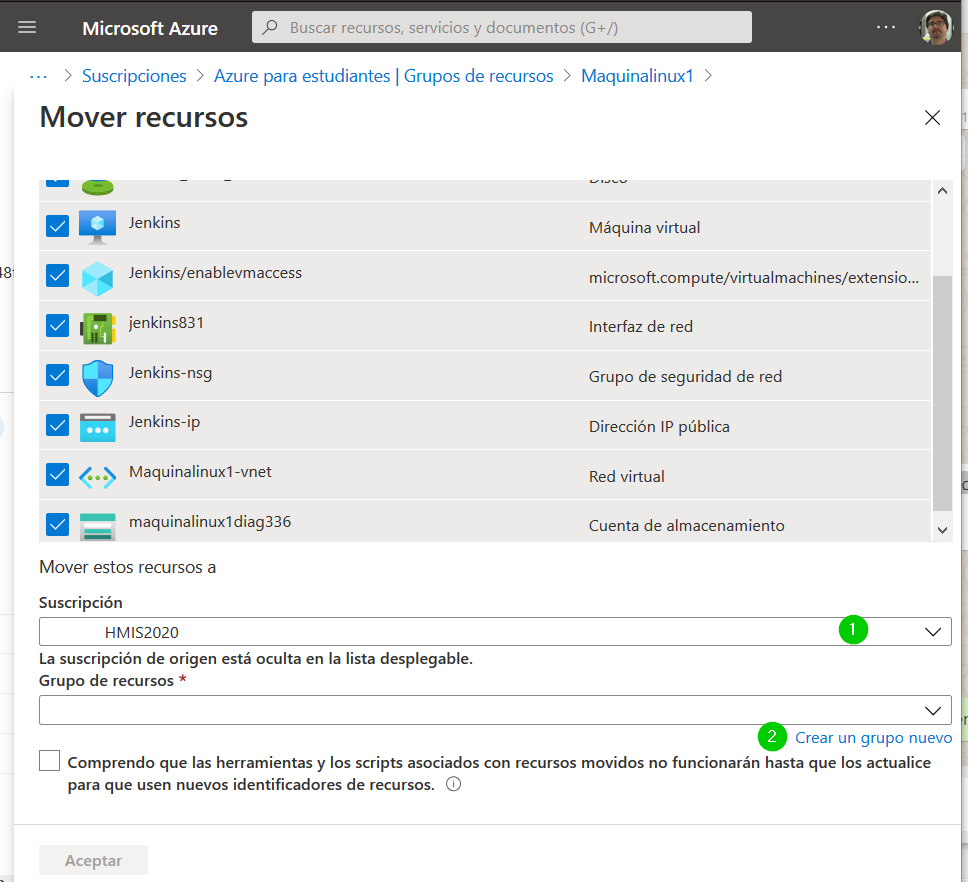 Microsoft Azure
Buscar recursos, servicios y documentos (G+/)
... > Suscripciones > Azure para estudiantes | Grupos de recursos > Maquinalinux1 >
Mover recursos
Disco
Jenkins
Máquina virtual
Jenkins/enablevmaccess
microsoft.compute/virtualmachines/extensio...
jenkins831
Interfaz de red
Jenkins-nsg
Grupo de seguridad de red
Jenkins-ip
Dirección IP pública
Maquinalinux1-vnet
Red virtual
maquinalinux1diag336
Cuenta de almacenamiento
Mover estos recursos a
Suscripción
HMIS2020
1
La suscripción de origen está oculta en la lista desplegable.
Grupo de recursos *
2 Crear un grupo nuevo
Comprendo que las herramientas y los scripts asociados con recursos movidos no funcionarán hasta que los actualice
para que usen nuevos identificadores de recursos.
Aceptar